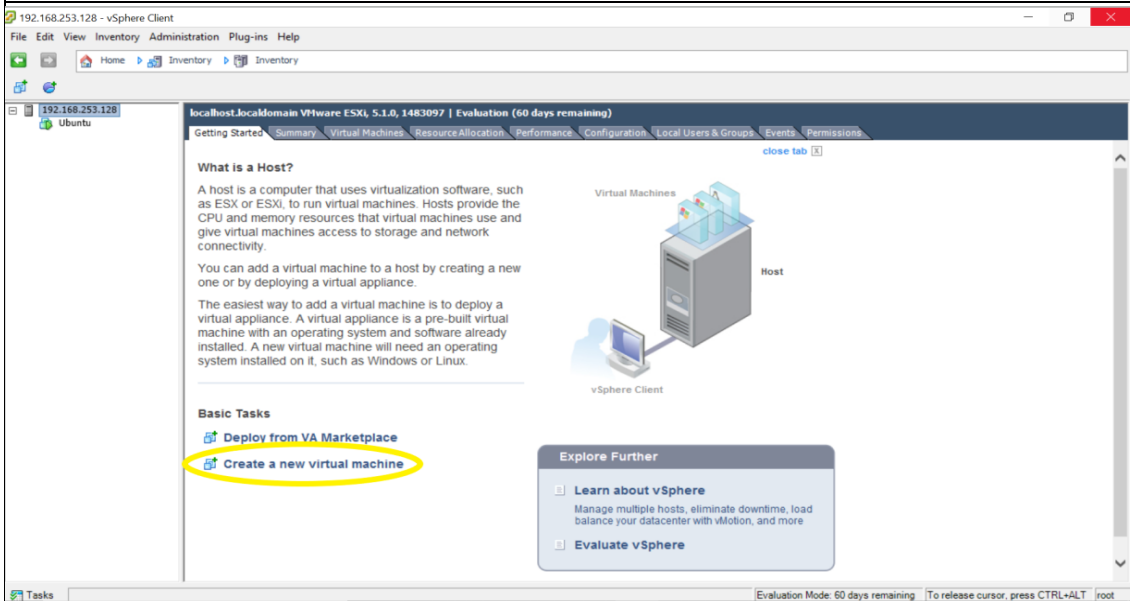 192.168.253.128 - vSphere Client
File Edit View Inventory Administration Plug-ins Help
Home Inventory Inventory
192.168.253.128
Ubuntu
localhost.localdomain VMware ESXi, 5.1.0, 1483097 | Evaluation (60 days remaining)
Getting Started Summary Virtual Machines Resource Allocation Performance Configuration Local Users & Groups Events Permissions
close tab X
What is a Host?
A host is a computer that uses virtualization software, such
as ESX or ESXi, to run virtual machines. Hosts provide the
CPU and memory resources that virtual machines use and
give virtual machines access to storage and network
connectivity.
You can add a virtual machine to a host by creating a new
one or by deploying a virtual appliance.
The easiest way to add a virtual machine is to deploy a
virtual appliance. A virtual appliance is a pre-built virtual
machine with an operating system and software already
installed. A new virtual machine will need an operating
system installed on it, such as Windows or Linux.
Virtual Machines
Host
vSphere Client
Basic Tasks
Deploy from VA Marketplace
Create a new virtual machine
Explore Further
Learn about vSphere
Manage multiple hosts, eliminate downtime, load
balance your datacenter with vMotion, and more
Evaluate vSphere
Tasks
Evaluation Mode: 60 days remaining To release cursor, press CTRL+ALT root